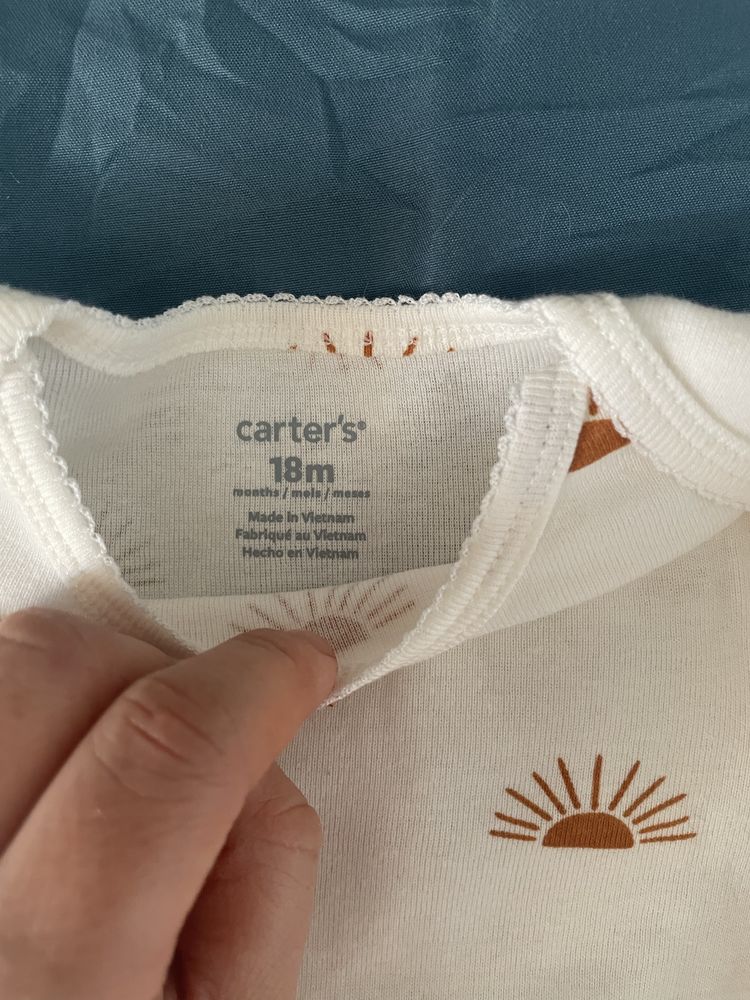 carter's®
18m
months / mois / meses
Made in Vietnam
Fabriqué au Vietnam
Hecho en Vietnam